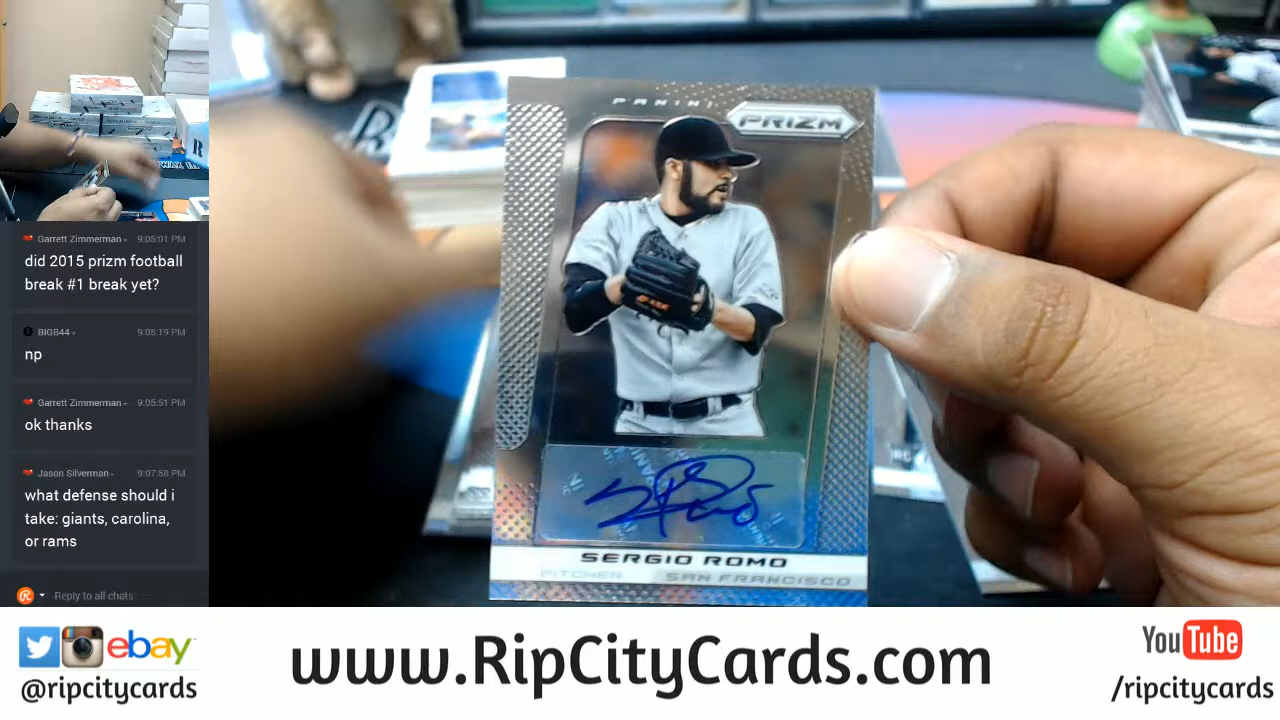 Garrett Zimmerman 9:05:01 PM
did 2015 prizm football
break #1 break yet?
BIGB44 9:05:19 PM
np
Garrett Zimmerman 9:05:51 PM
ok thanks
Jason Silverman 9:07:58 PM
what defense should i
take: giants, carolina,
or rams
Reply to all chats
PANINI
PRIZM
SERGIO ROMO
PITCHER SAN FRANCISCO
ebay
@ripcitycards
www.RipCityCards.com
YouTube
/ripcitycards